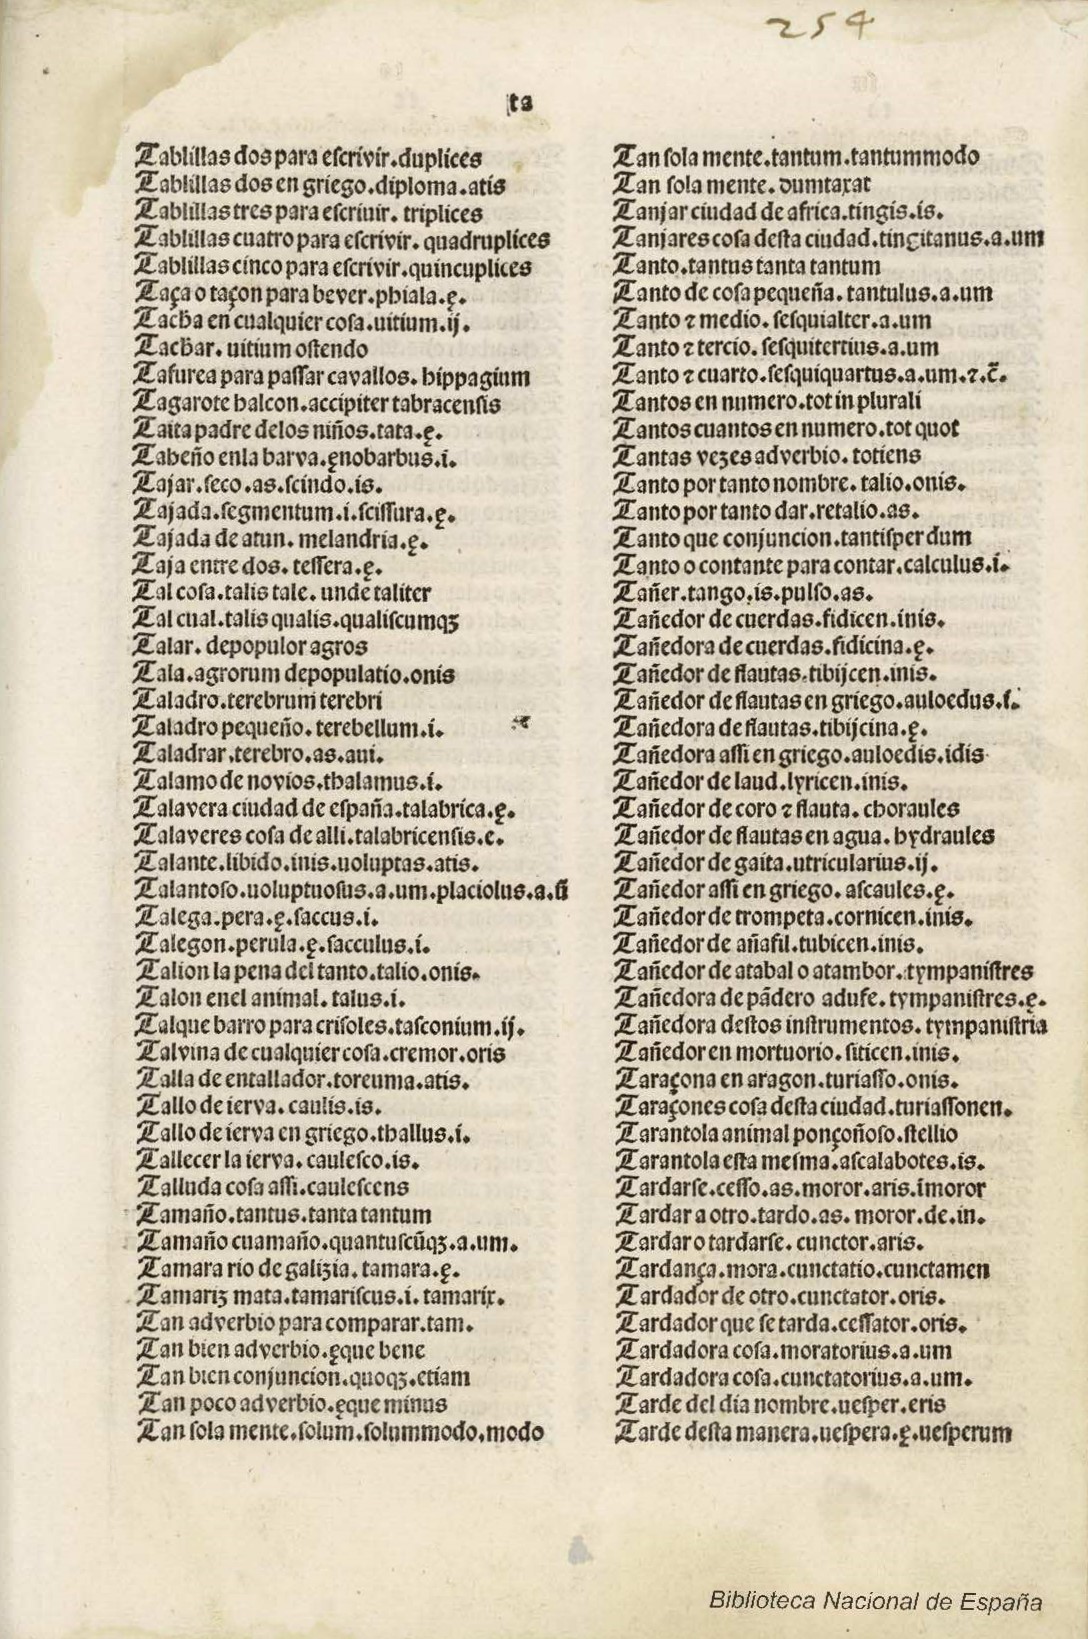 254
ta
Tablillas dos para eſcrivir.duplices
Tablillas dos en griego.diploma.atis
Tablillas tres para eſcriuir. triplices
Tablillas cuatro para eſcrivir. quadruplices
Tablillas cinco para eſcrivir.quincuplices
Taça o taçon para bever.phiala.ę.
Tacha en cualquier coſa.uitium.ij.
Tachar. uitium oſtendo
Tafurea para paſſar cavallos. hippagium
Tagarote halcon.accipiter tabracenſis
Taita padre delos niños.tata.ę.
Taheño enla barva.ęnobarbus.i.
Tajar.ſeco.as.ſcindo.is.
Tajada.ſegmentum.i.ſciſſura.ę.
Tajada de atun. melandria.ę.
Taja entre dos. teſſera.ę.
Tal coſa.talis tale. unde taliter
Tal cual.talis qualis.qualiſcumqꝫ
Talar. depopulor agros
Tala.agrorum depopulatio.onis
Taladro.terebrum terebri
Taladro pequeño. terebellum.i.
Taladrar.terebro.as.aui.
Talamo de novios.thalamus.i.
Talavera ciudad de eſpaña.talabrica.ę.
Talaveres coſa de alli.talabricenſis.e.
Talante.libido.inis.uoluptas.atis.
Talantoſo.uoluptuoſus.a.um.placiolus.a.ū
Talega.pera.ę.ſaccus.i.
Talegon.perula.ę.ſacculus.i.
Talion la pena del tanto.talio.onis.
Talon enel animal. talus.i.
Talque barro para criſoles.taſconium.ij.
Talvina de cualquier coſa.cremor.oris
Talla de entallador.toreuma.atis.
Tallo de ierva. caulis.is.
Tallo de ierva en griego.thallus.i.
Tallecer la ierva. cauleſco.is.
Talluda coſa aſſi.cauleſcens
Tamaño.tantus.tanta tantum
Tamaño cuamaño.quantuſcūqꝫ.a.um.
Tamara rio de galizia. tamara.ę.
Tamariz mata.tamariſcus.i. tamarix.
Tan adverbio para comparar.tam.
Tan bien adverbio.ęque bene
Tan bien conjuncion.quoqꝫ.etiam
Tan poco adverbio.ęque minus
Tan ſola mente.ſolum.ſolummodo.modo
Tan ſola mente.tantum.tantummodo
Tan ſola mente. dumtaxat
Tanjar ciudad de africa.tingis.is.
Tanjares coſa deſta ciudad.tingitanus.a.um
Tanto.tantus tanta tantum
Tanto de coſa pequeña. tantulus.a.um
Tanto ⁊ medio. ſeſquialter.a.um
Tanto ⁊ tercio. ſeſquitertius.a.um
Tanto ⁊ cuarto.ſeſquiquartus.a.um.⁊.c̄.
Tantos en numero.tot in plurali
Tantos cuantos en numero.tot quot
Tantas vezes adverbio. totiens
Tanto por tanto nombre. talio.onis.
Tanto por tanto dar.retalio.as.
Tanto que conjuncion.tantiſper dum
Tanto o contante para contar.calculus.i.
Tañer.tango.is.pulſo.as.
Tañedor de cuerdas.fidicen.inis.
Tañedora de cuerdas.fidicina.ę.
Tañedor de flautas.tibijcen.inis.
Tañedor de flautas en griego.auloedus.i.
Tañedora de flautas.tibijcina.ę.
Tañedora aſſi en griego.auloedis.idis
Tañedor de laud.lyricen.inis.
Tañedor de coro ⁊ flauta. choraules
Tañedor de flautas en agua. hydraules
Tañedor de gaita.utricularius.ij.
Tañedor aſſi en griego. aſcaules.ę.
Tañedor de trompeta.cornicen.inis.
Tañedor de añafil.tubicen.inis.
Tañedor de atabal o atambor.tympaniſtres
Tañedora de pādero aduſe. tympaniſtres.ę.
Tañedora deſtos inſtrumentos. tympaniſtria
Tañedor en mortuorio. ſiticen.inis.
Taraçona en aragon.turiaſſo.onis.
Taraçones coſa deſta ciudad.turiaſſonen.
Tarantola animal ponçoñoſo.ſtellio
Tarantola eſta meſma.aſcalabotes.is.
Tardarſe.ceſſo.as.moror.aris.īmoror
Tardar a otro.tardo.as. moror.de.in.
Tardar o tardarſe. cunctor.aris.
Tardança.mora.cunctatio.cunctamen
Tardador de otro.cunctator.oris.
Tardador que ſe tarda.ceſſator.oris.
Tardadora coſa.moratorius.a.um
Tardadora coſa.cunctatorius.a.um.
Tarde del dia nombre.ueſper.eris
Tarde deſta manera.ueſpera.ę.ueſperum
Biblioteca Nacional de España